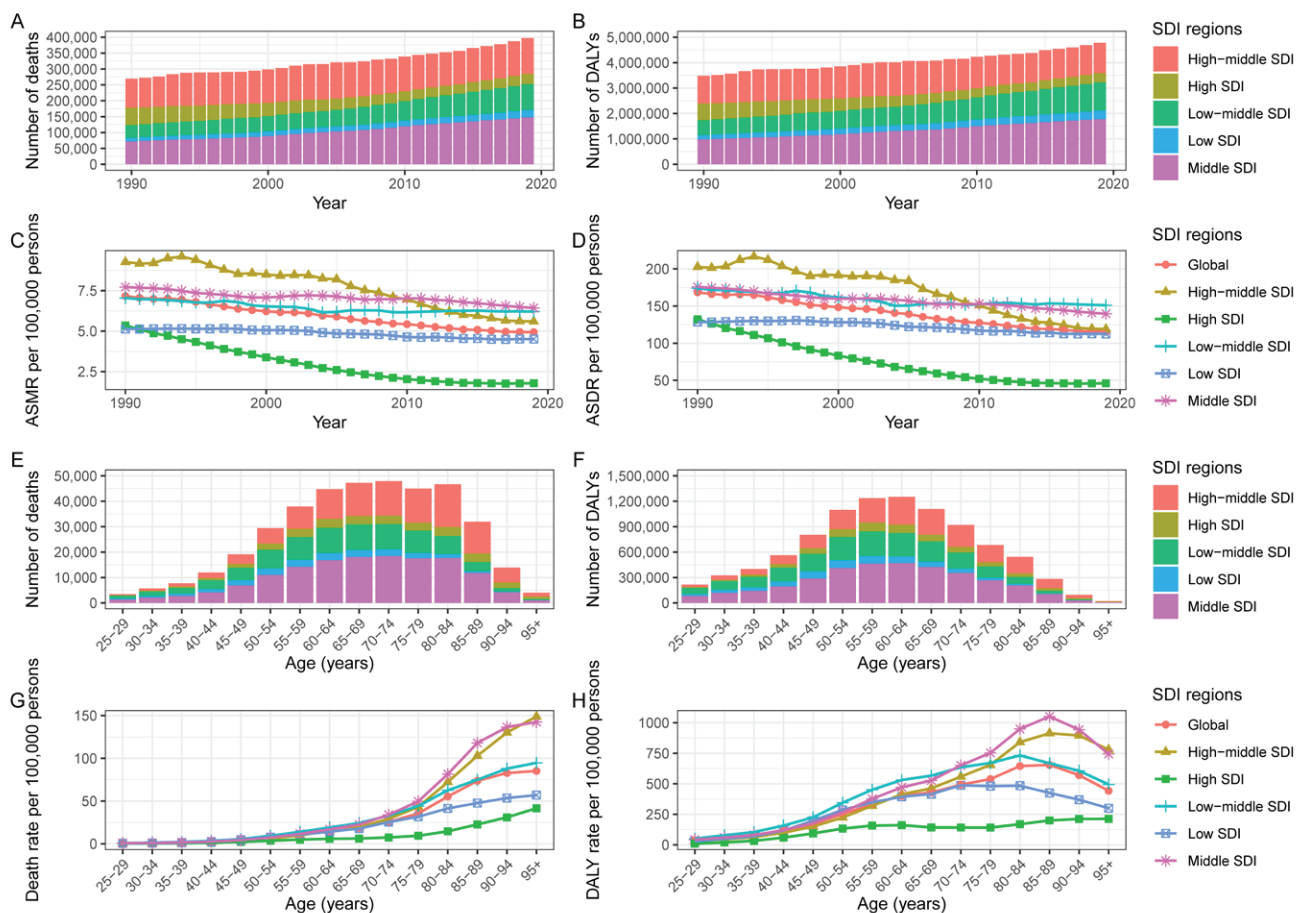 A
Number of deaths
400,000
350,000
300,000
250,000
200,000
150,000
100,000
50,000
0
1990
2000
2010
2020
Year
B
Number of DALYs
5,000,000
4,000,000
3,000,000
2,000,000
1,000,000
0
1990
2000
2010
2020
Year
SDI regions
High−middle SDI
High SDI
Low−middle SDI
Low SDI
Middle SDI
C
ASMR per 100,000 persons
7.5
5.0
2.5
1990
2000
2010
2020
Year
D
ASDR per 100,000 persons
200
150
100
50
1990
2000
2010
2020
Year
SDI regions
Global
High−middle SDI
High SDI
Low−middle SDI
Low SDI
Middle SDI
E
Number of deaths
50,000
40,000
30,000
20,000
10,000
0
25−29
30−34
35−39
40−44
45−49
50−54
55−59
60−64
65−69
70−74
75−79
80−84
85−89
90−94
95+
Age (years)
F
Number of DALYs
1,500,000
1,200,000
900,000
600,000
300,000
0
25−29
30−34
35−39
40−44
45−49
50−54
55−59
60−64
65−69
70−74
75−79
80−84
85−89
90−94
95+
Age (years)
SDI regions
High−middle SDI
High SDI
Low−middle SDI
Low SDI
Middle SDI
G
Death rate per 100,000 persons
150
100
50
0
25−29
30−34
35−39
40−44
45−49
50−54
55−59
60−64
65−69
70−74
75−79
80−84
85−89
90−94
95+
Age (years)
H
DALY rate per 100,000 persons
1000
750
500
250
0
25−29
30−34
35−39
40−44
45−49
50−54
55−59
60−64
65−69
70−74
75−79
80−84
85−89
90−94
95+
Age (years)
SDI regions
Global
High−middle SDI
High SDI
Low−middle SDI
Low SDI
Middle SDI